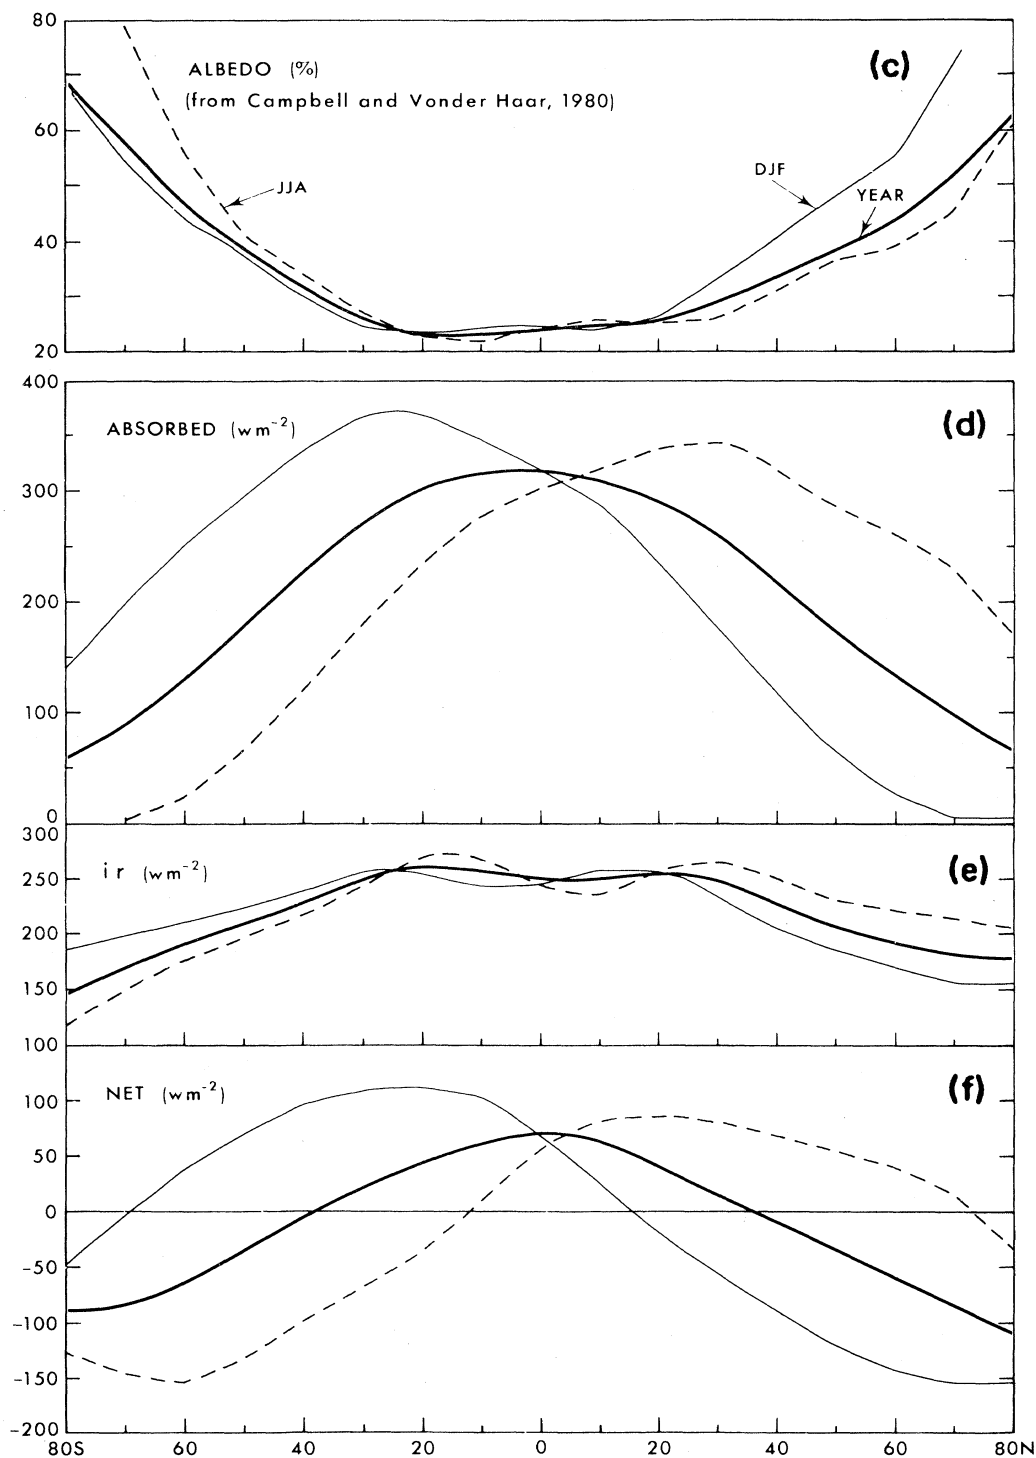 80
ALBEDO (%)
(c)
(from Campbell and Vonder Haar, 1980)
60
DJF
JJA
YEAR
40
20
400
ABSORBED (wm⁻²)
(d)
300
200
100
0
300
ir (wm⁻²)
(e)
250
200
150
100
NET (wm⁻²)
(f)
100
50
0
-50
-100
-150
-200
80S 60 40 20 0 20 40 60 80N